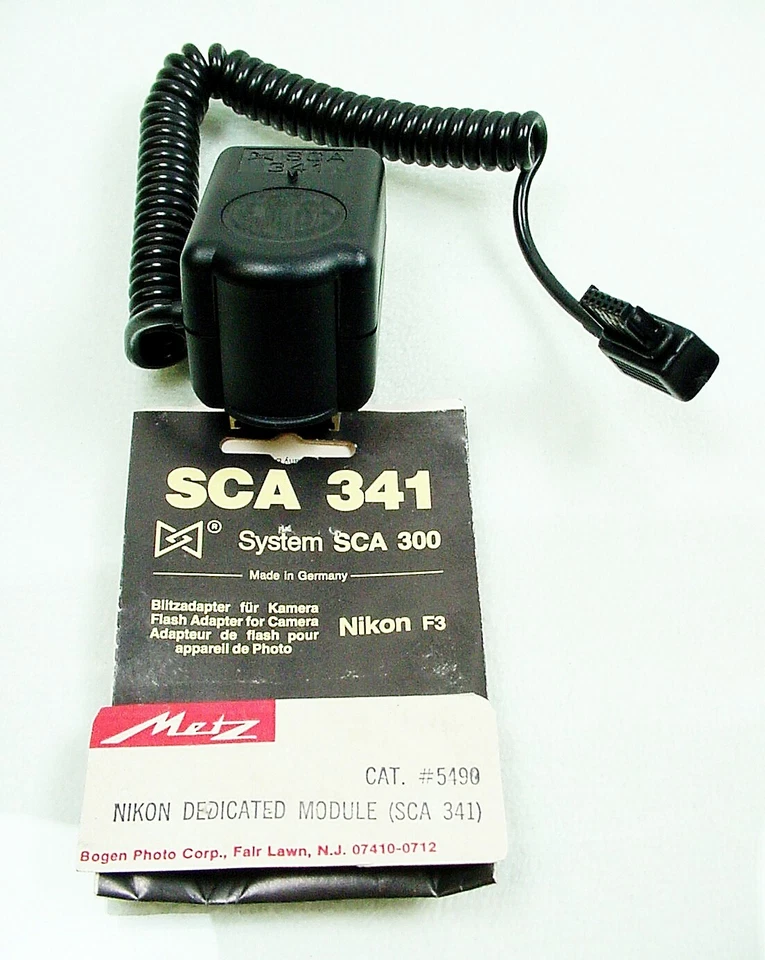 SCA
341
SCA 341
® System SCA 300
Made in Germany
Blitzadapter für Kamera
Flash Adapter for Camera
Adapteur de flash pour
appareil de Photo
Nikon F3
Metz
CAT. #5490
NIKON DEDICATED MODULE (SCA 341)
Bogen Photo Corp., Fair Lawn, N.J. 07410-0712